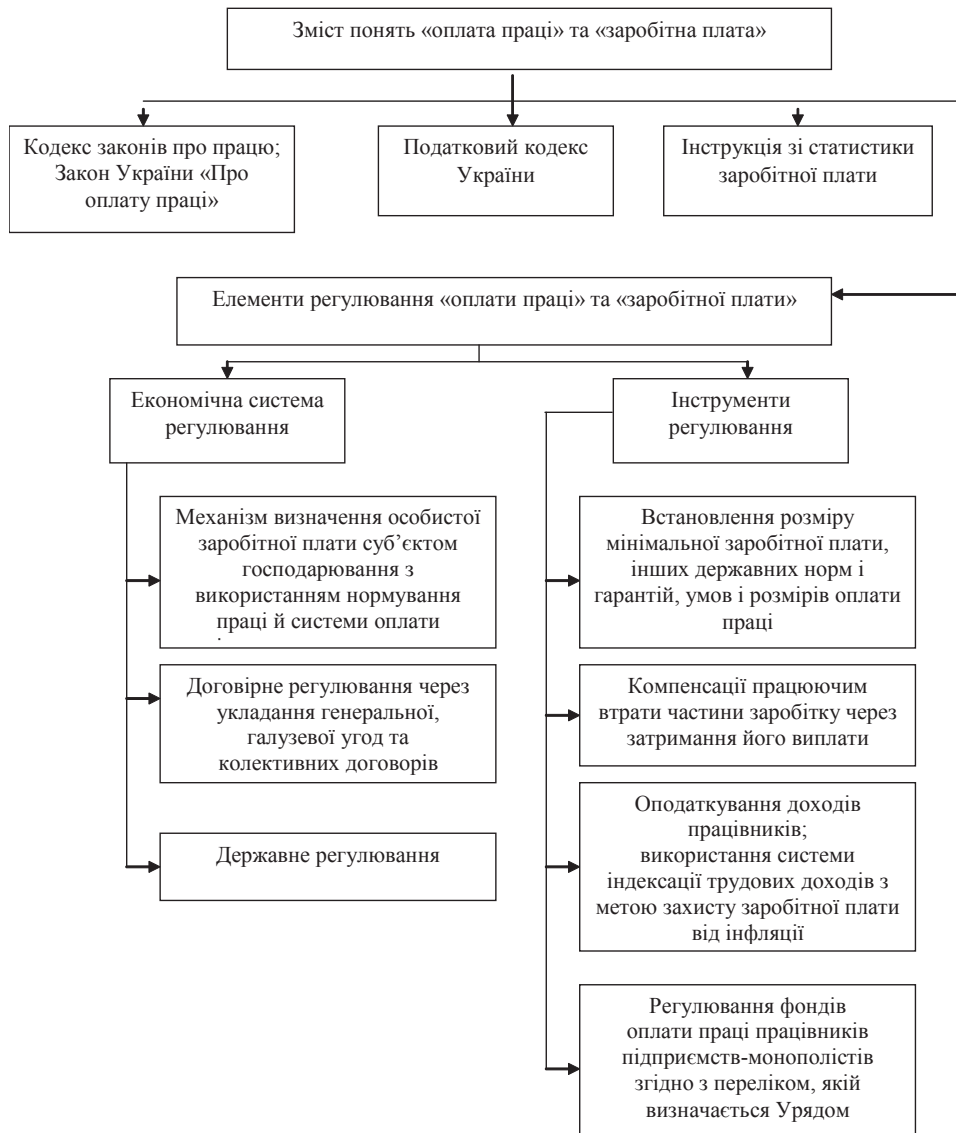 Зміст понять «оплата праці» та «заробітна плата»
Кодекс законів про працю;
Закон України «Про
оплату праці»
Податковий кодекс
України
Інструкція зі статистики
заробітної плати
Елементи регулювання «оплати праці» та «заробітної плати»
Економічна система
регулювання
Механізм визначення особистої
заробітної плати суб’єктом
господарювання з
використанням нормування
праці й системи оплати
Договірне регулювання через
укладання генеральної,
галузевої угод та
колективних договорів
Державне регулювання
Інструменти
регулювання
Встановлення розміру
мінімальної заробітної плати,
інших державних норм і
гарантій, умов і розмірів оплати
праці
Компенсації працюючим
втрати частини заробітку через
затримання його виплати
Оподаткування доходів
працівників;
використання системи
індексації трудових доходів з
метою захисту заробітної плати
від інфляції
Регулювання фондів
оплати праці працівників
підприємств-монополістів
згідно з переліком, якій
визначається Урядом